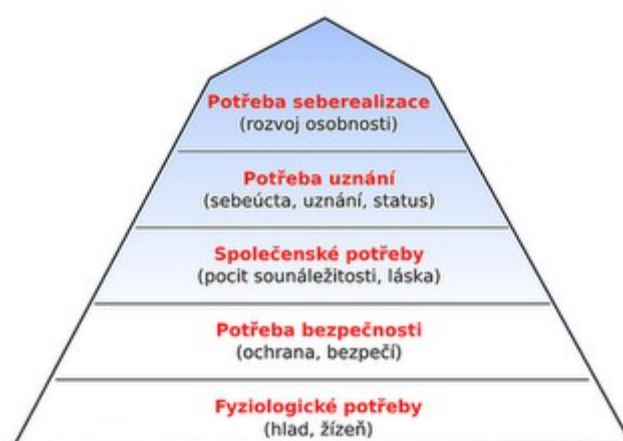 Potřeba seberealizace
(rozvoj osobnosti)
Potřeba uznání
(sebeúcta, uznání, status)
Společenské potřeby
(pocit sounáležitosti, láska)
Potřeba bezpečnosti
(ochrana, bezpečí)
Fyziologické potřeby
(hlad, žízeň)